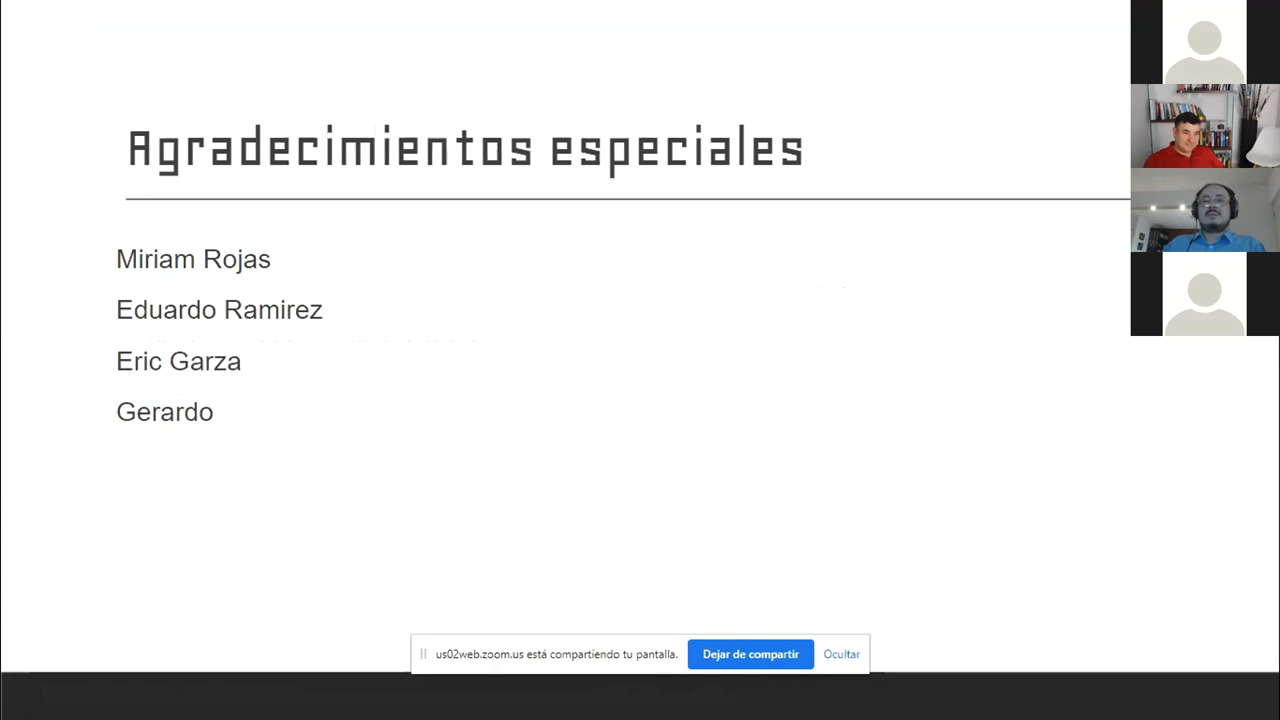 Agradecimientos especiales
Miriam Rojas
Eduardo Ramirez
Eric Garza
Gerardo
us02web.zoom.us está compartiendo tu pantalla.
Dejar de compartir
Ocultar